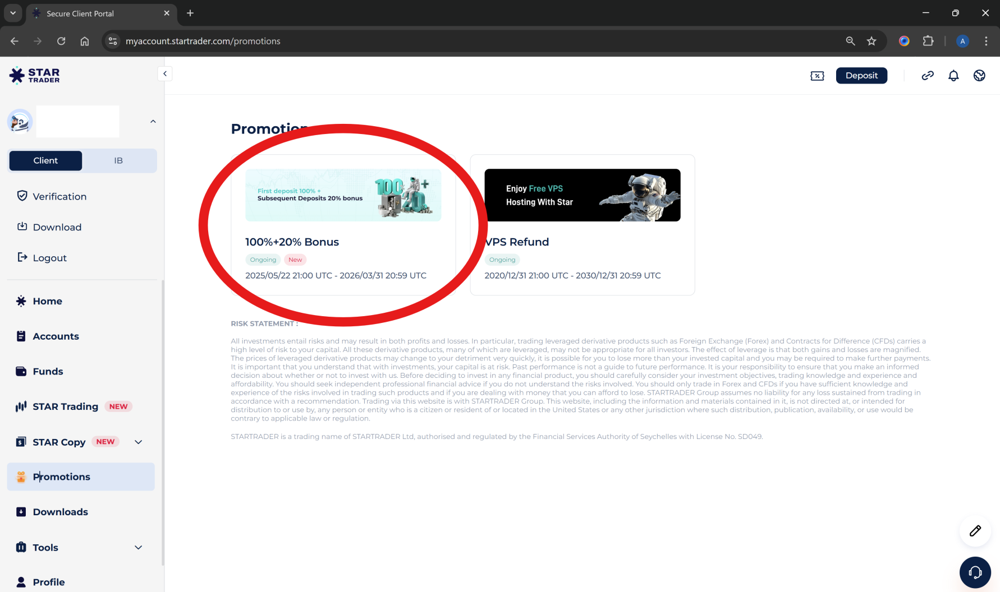 Secure Client Portal
myaccount.startrader.com/promotions
A
STAR
TRADER
Deposit
Client
IB
Verification
Download
Logout
Home
Accounts
Funds
STAR Trading NEW
STAR Copy NEW
Promotions
Downloads
Tools
Profile
First deposit 100% +
Subsequent Deposits 20% bonus
100
+
20
100%+20% Bonus
Ongoing New
2025/05/22 21:00 UTC - 2026/03/31 20:59 UTC
Enjoy Free VPS
Hosting With Star
VPS Refund
Ongoing
2020/12/31 21:00 UTC - 2030/12/31 20:59 UTC
RISK STATEMENT :
All investments entail risks and may result in both profits and losses. In particular, trading leveraged derivative products such as Foreign Exchange (Forex) and Contracts for Difference (CFDs) carries a
high level of risk to your capital. All these derivative products, many of which are leveraged, may not be appropriate for all investors. The effect of leverage is that both gains and losses are magnified.
The prices of leveraged derivative products may change to your detriment very quickly, it is possible for you to lose more than your invested capital and you may be required to make further payments.
It is important that you understand that with investments, your capital is at risk. Past performance is not a guide to future performance. It is your responsibility to ensure that you make an informed
decision about whether or not to invest with us. Before deciding to invest in any financial product, you should carefully consider your investment objectives, trading knowledge and experience and
affordability. You should seek independent professional financial advice if you do not understand the risks involved. You should only trade in Forex and CFDs if you have sufficient knowledge and
experience of the risks involved in trading such products and if you are dealing with money that you can afford to lose. STARTRADER Group assumes no liability for any loss sustained from trading in
accordance with a recommendation. Trading via this website is with STARTRADER Group. This website, including the information and materials contained in it, is not directed at, or intended for
distribution to or use by, any person or entity who is a citizen or resident of or located in the United States or any other jurisdiction where such distribution, publication, availability, or use would be
contrary to applicable law or regulation.
STARTRADER is a trading name of STARTRADER Ltd, authorised and regulated by the Financial Services Authority of Seychelles with License No. SD049.